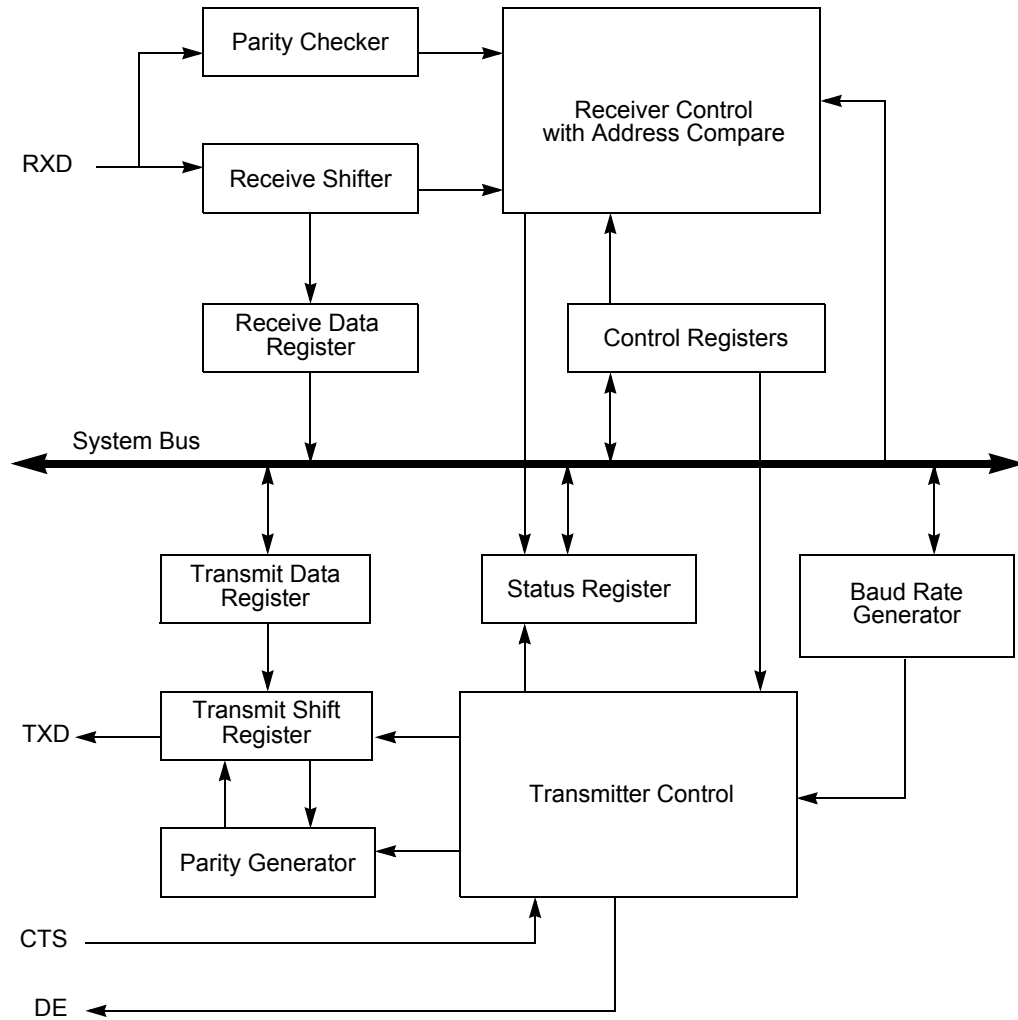 Parity Checker
Receiver Control
with Address Compare
RXD
Receive Shifter
Receive Data
Register
Control Registers
System Bus
Transmit Data
Register
Status Register
Baud Rate
Generator
Transmit Shift
Register
TXD
Transmitter Control
Parity Generator
CTS
DE